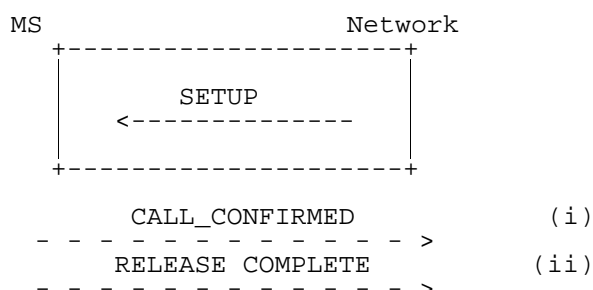 MS Network
+--------------------+
SETUP
<--------------
+--------------------+
CALL_CONFIRMED (i)
- - - - - - - - - - - - >
RELEASE COMPLETE (ii)
- - - - - - - - - - - - >